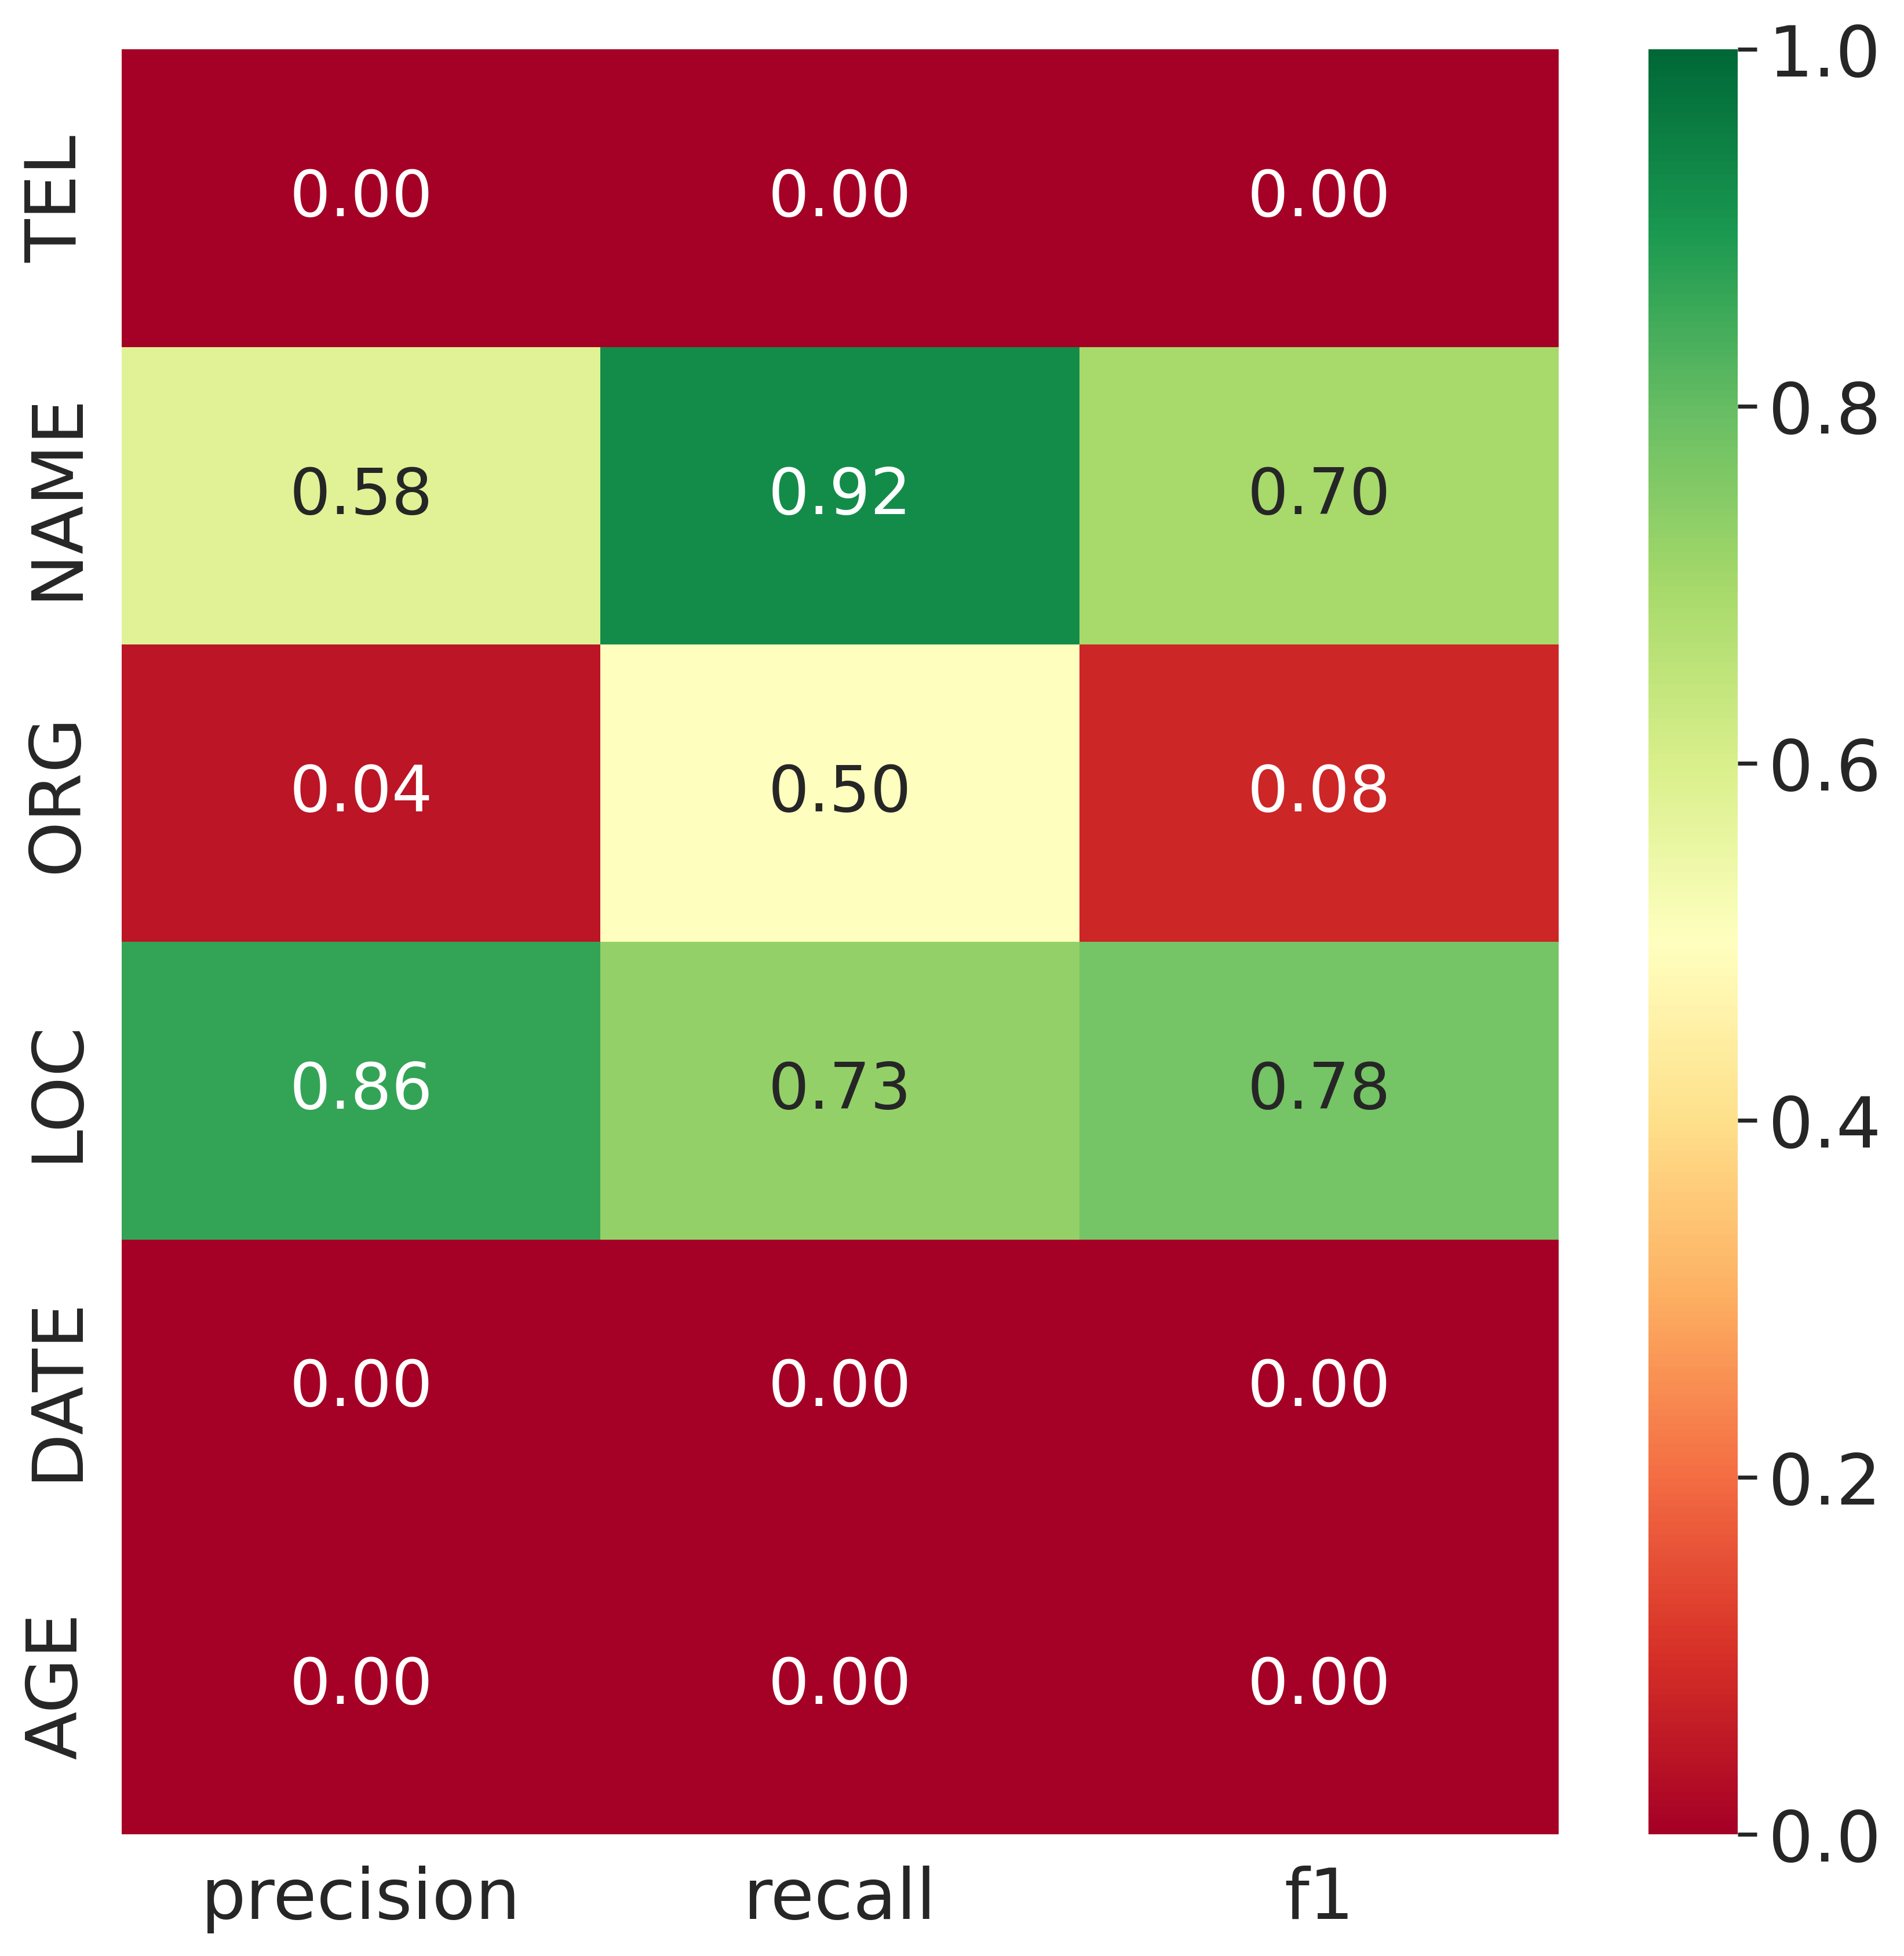 TEL 0.00 0.00 0.00
NAME 0.58 0.92 0.70
ORG 0.04 0.50 0.08
LOC 0.86 0.73 0.78
DATE 0.00 0.00 0.00
AGE 0.00 0.00 0.00
precision recall f1
1.0
0.8
0.6
0.4
0.2
0.0